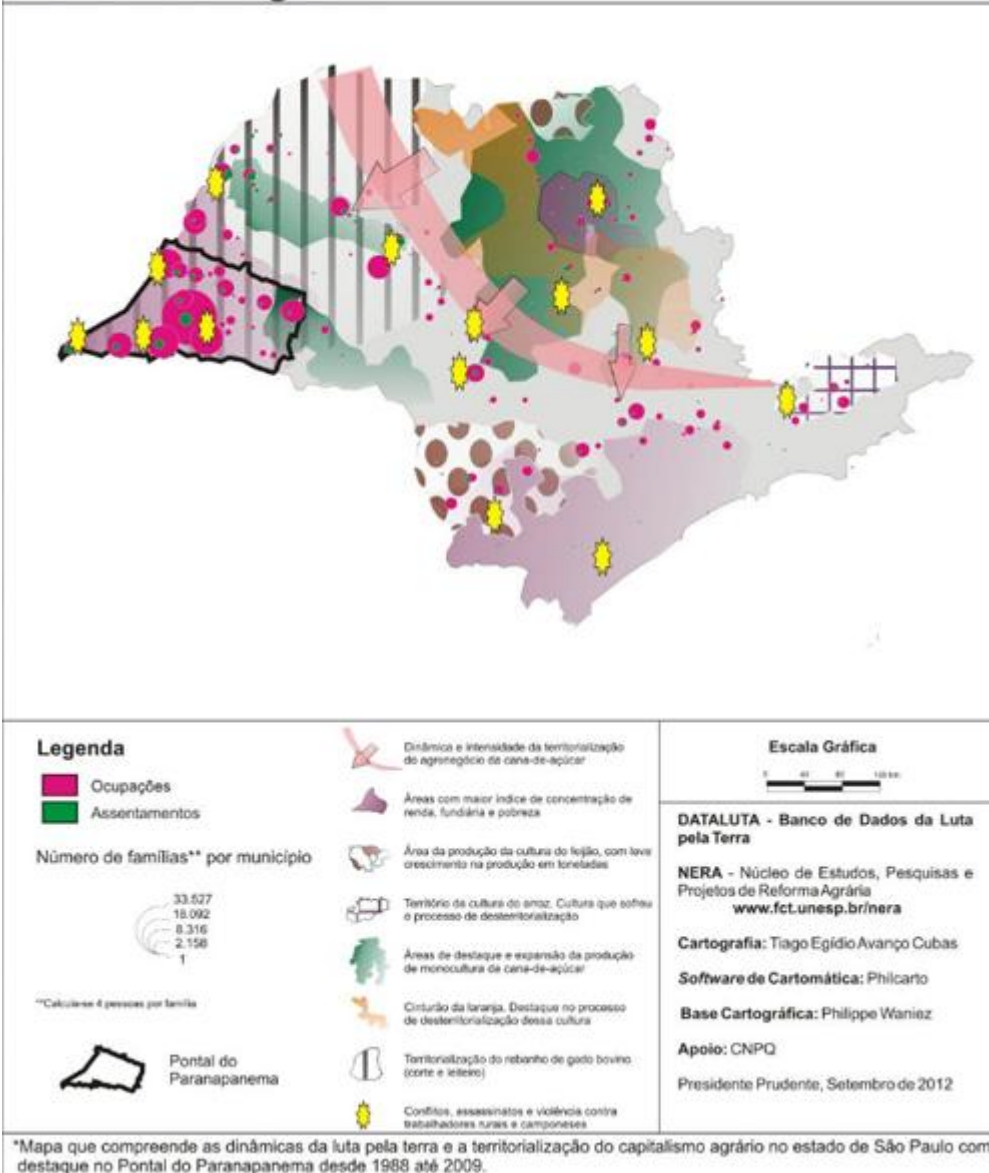 Legenda
Ocupações
Assentamentos
Número de famílias** por município
33.527
18.092
8.316
2.158
1
**Calcula-se 4 pessoas por família
Pontal do
Paranapanema
Dinâmica e intensidade da territorialização
do agronegócio da cana-de-açúcar
Áreas com maior índice de concentração de
renda, fundiária e pobreza
Área da produção da cultura do feijão, com leve
crescimento na produção em toneladas
Território da cultura do arroz. Cultura que sofreu
o processo de desterritorialização
Áreas de destaque e expansão da produção
de monocultura da cana-de-açúcar
Cinturão da laranja. Destaque no processo
de desterritorialização dessa cultura
Territorialização do rebanho de gado bovino
(corte e leiteiro)
Conflitos, assassinatos e violência contra
trabalhadores rurais e camponeses
Escala Gráfica
DATALUTA - Banco de Dados da Luta
pela Terra
NERA - Núcleo de Estudos, Pesquisas e
Projetos de Reforma Agrária
www.fct.unesp.br/nera
Cartografia: Tiago Egídio Avanço Cubas
Software de Cartomática: Philcarto
Base Cartográfica: Philippe Waniez
Apoio: CNPQ
Presidente Prudente, Setembro de 2012
*Mapa que compreende as dinâmicas da luta pela terra e a territorialização do capitalismo agrário no estado de São Paulo com
destaque no Pontal do Paranapanema desde 1988 até 2009.